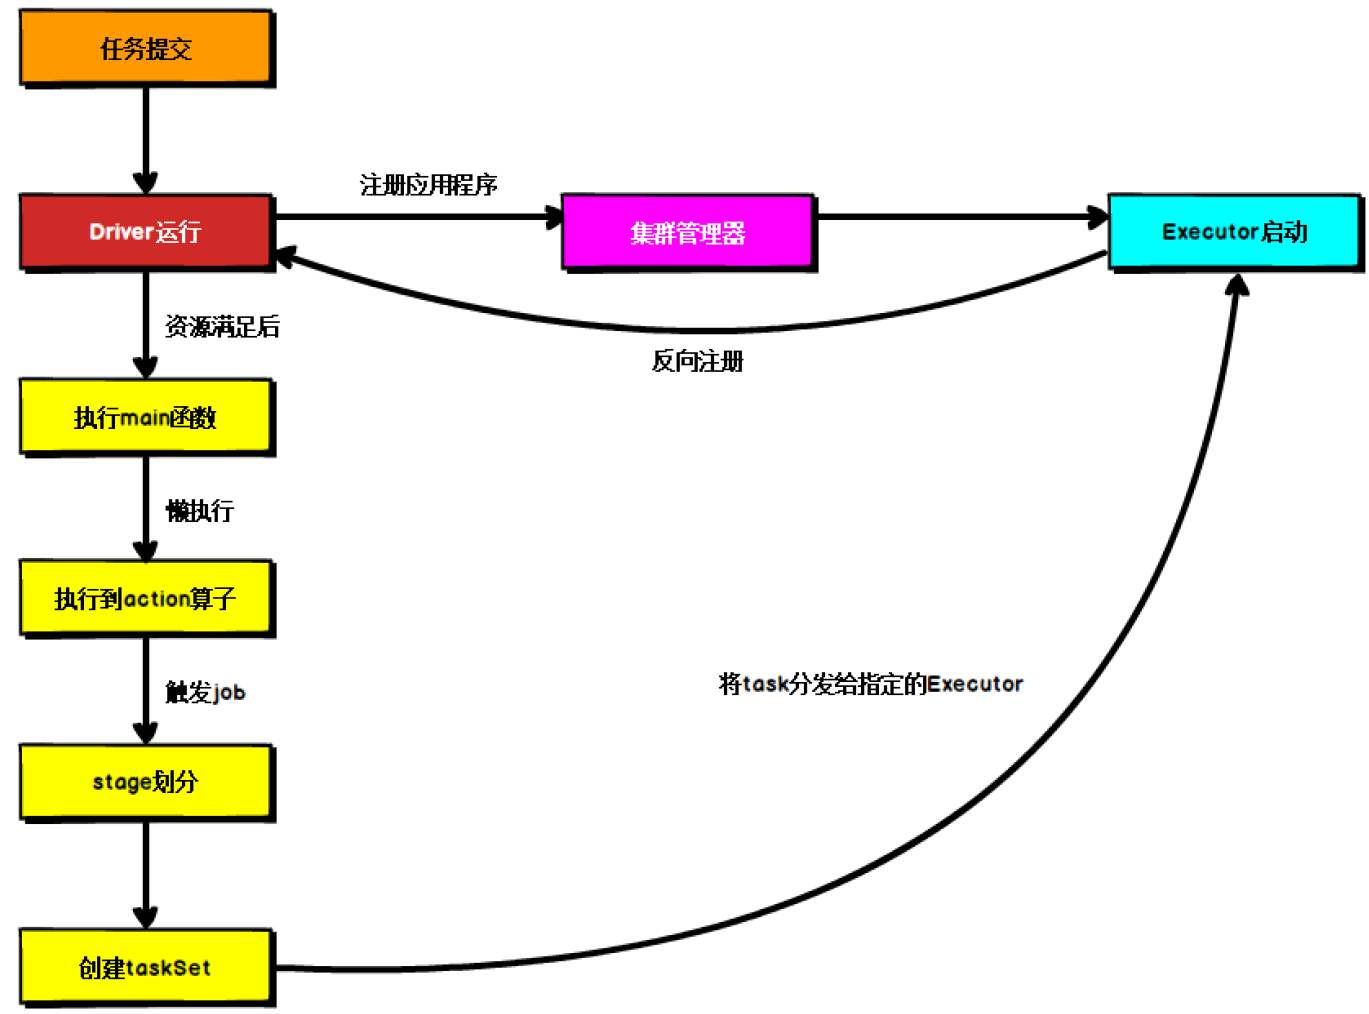 任务提交
注册应用程序
Driver运行
集群管理器
Executor启动
资源满足后
反向注册
执行main函数
懒执行
执行到action算子
触发job
将task分发给指定的Executor
stage划分
创建taskSet